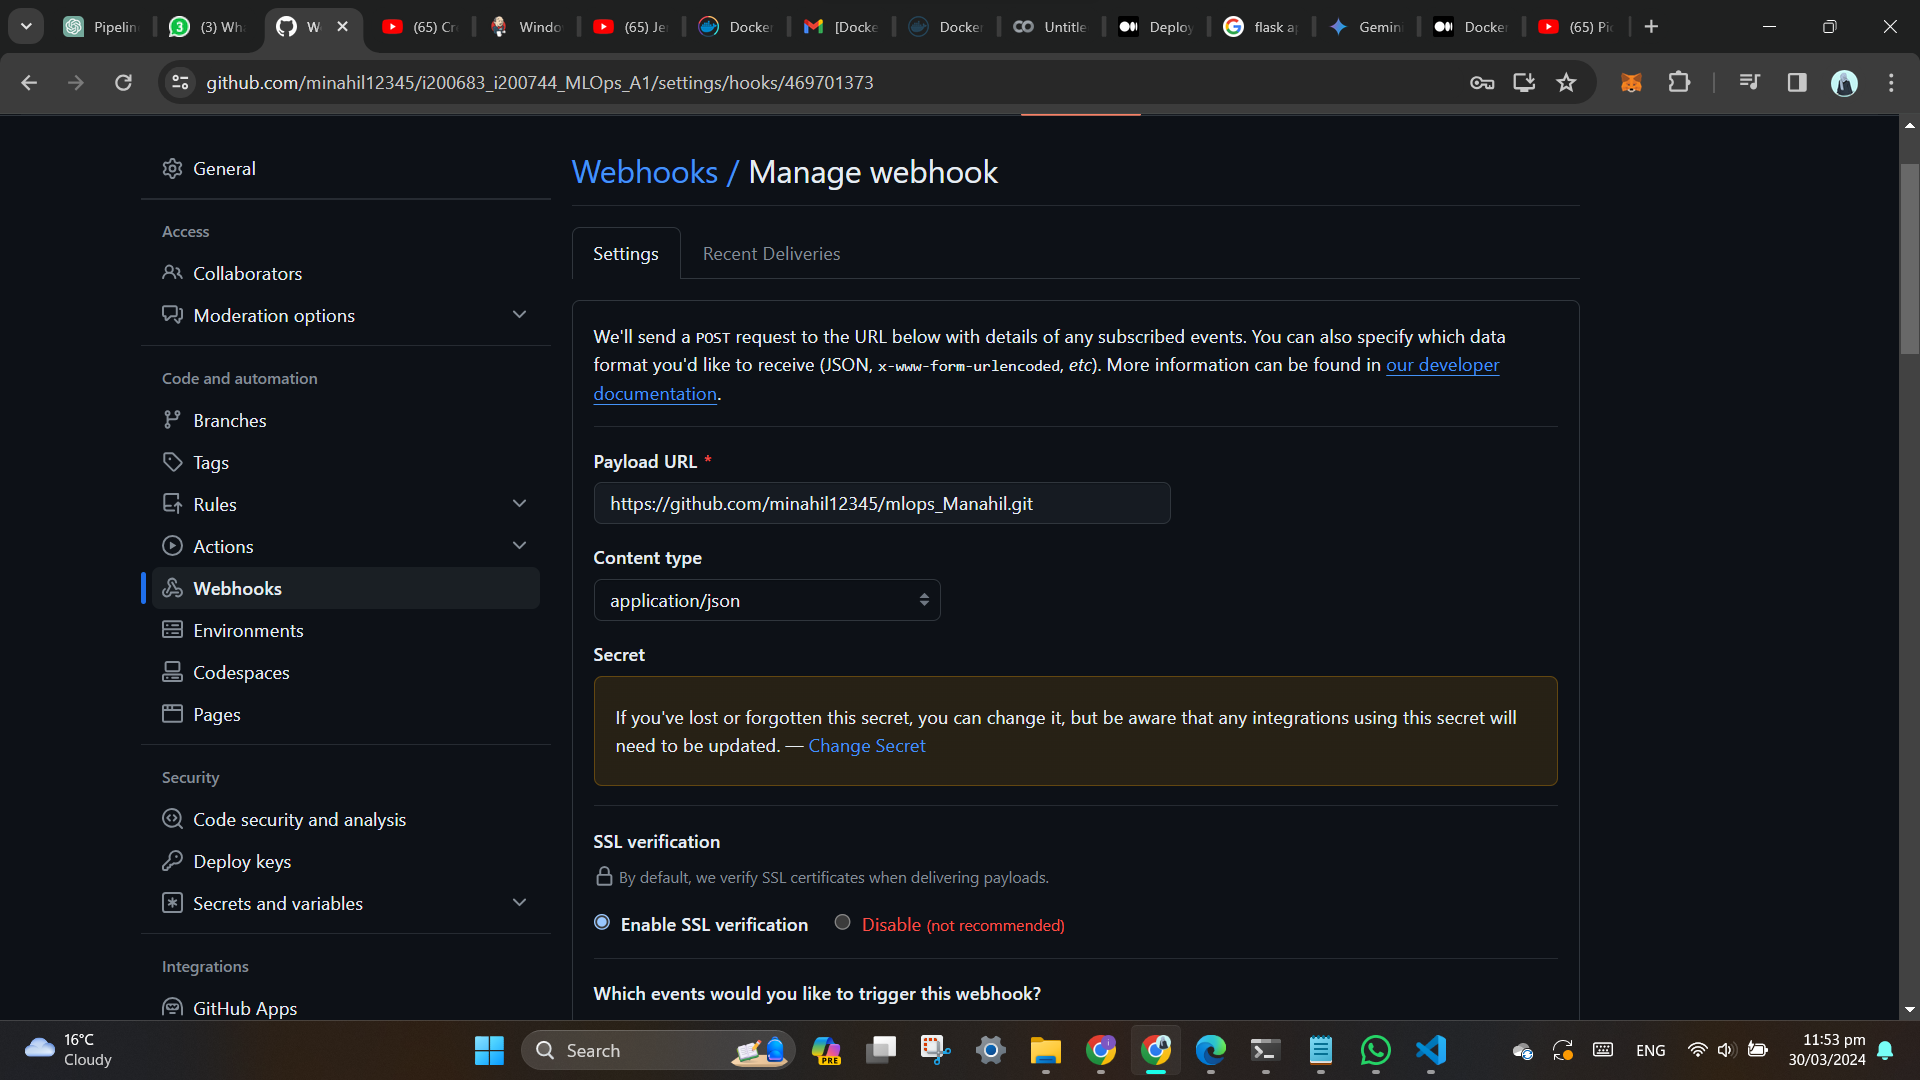 Pipelin
(3) Wha
W
(65) Cr
Windo
(65) Je
Docker
[Docke
Docker
Untitle
Deploy
flask a
Gemini
Docker
(65) Pi
github.com/minahil12345/i200683_i200744_MLOps_A1/settings/hooks/469701373
General
Access
Collaborators
Moderation options
Code and automation
Branches
Tags
Rules
Actions
Webhooks
Environments
Codespaces
Pages
Security
Code security and analysis
Deploy keys
Secrets and variables
Integrations
GitHub Apps
Webhooks / Manage webhook
Settings
Recent Deliveries
We'll send a POST request to the URL below with details of any subscribed events. You can also specify which data
format you'd like to receive (JSON, x-www-form-urlencoded, etc). More information can be found in our developer
documentation.
Payload URL *
https://github.com/minahil12345/mlops_Manahil.git
Content type
application/json
Secret
If you've lost or forgotten this secret, you can change it, but be aware that any integrations using this secret will
need to be updated. — Change Secret
SSL verification
By default, we verify SSL certificates when delivering payloads.
Enable SSL verification
Disable (not recommended)
Which events would you like to trigger this webhook?
16°C
Cloudy
Search
PRE
ENG
11:53 pm
30/03/2024